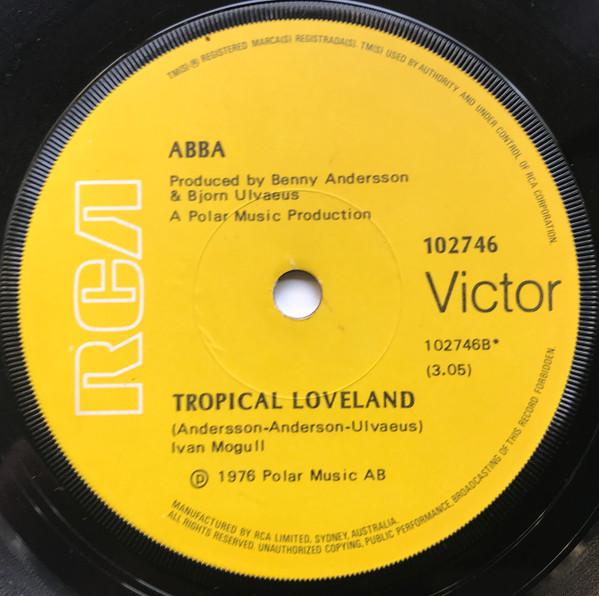 TM(S) ® REGISTERED MARCA(S) REGISTRADA(S). TM(S) USED BY AUTHORITY AND UNDER CONTROL OF RCA CORPORATION.
ABBA
Produced by Benny Andersson
& Bjorn Ulvaeus
A Polar Music Production
RCA
102746
Victor
102746B*
(3.05)
TROPICAL LOVELAND
(Andersson-Anderson-Ulvaeus)
Ivan Mogull
℗ 1976 Polar Music AB
MANUFACTURED BY RCA LIMITED, SYDNEY, AUSTRALIA.
ALL RIGHTS RESERVED. UNAUTHORIZED COPYING, PUBLIC PERFORMANCE, BROADCASTING OF THIS RECORD FORBIDDEN.